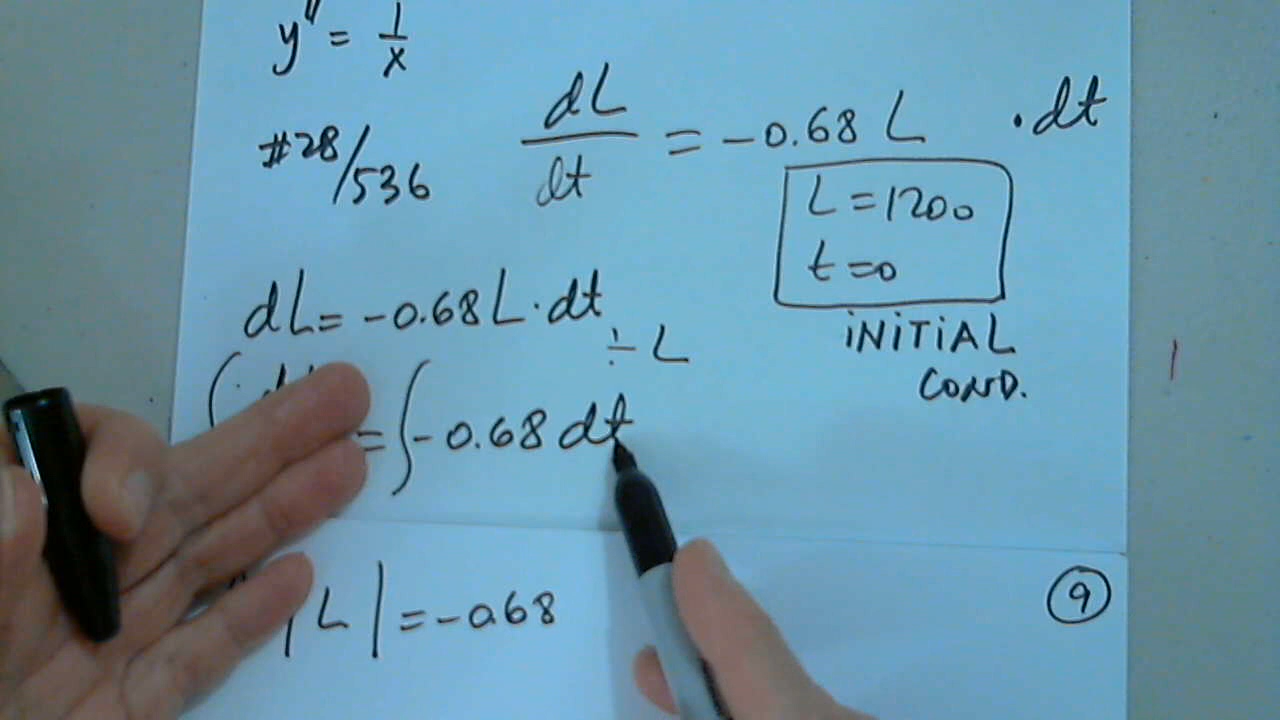 y" = 1/x
#28/536
dL/dt = -0.68 L · dt
L = 1200
t = 0
INITIAL
COND.
dL = -0.68 L · dt
÷ L
= ∫ -0.68 dt
|L| = -0.68
9